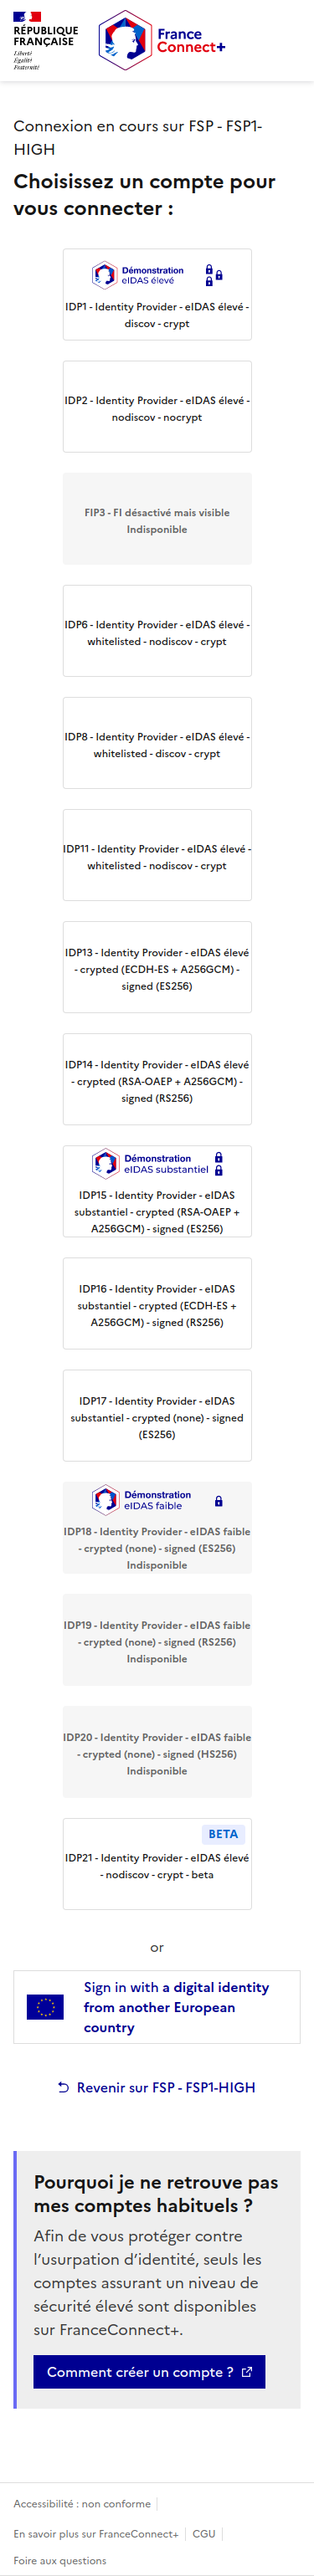 RÉPUBLIQUE
FRANÇAISE
Liberté
Égalité
Fraternité
France
Connect+
Connexion en cours sur FSP - FSP1-
HIGH
Choisissez un compte pour
vous connecter :
Démonstration
eIDAS élevé
IDP1 - Identity Provider - eIDAS élevé -
discov - crypt
IDP2 - Identity Provider - eIDAS élevé -
nodiscov - nocrypt
FIP3 - FI désactivé mais visible
Indisponible
IDP6 - Identity Provider - eIDAS élevé -
whitelisted - nodiscov - crypt
IDP8 - Identity Provider - eIDAS élevé -
whitelisted - discov - crypt
IDP11 - Identity Provider - eIDAS élevé -
whitelisted - nodiscov - crypt
IDP13 - Identity Provider - eIDAS élevé
- crypted (ECDH-ES + A256GCM) -
signed (ES256)
IDP14 - Identity Provider - eIDAS élevé
- crypted (RSA-OAEP + A256GCM) -
signed (RS256)
Démonstration
eIDAS substantiel
IDP15 - Identity Provider - eIDAS
substantiel - crypted (RSA-OAEP +
A256GCM) - signed (ES256)
IDP16 - Identity Provider - eIDAS
substantiel - crypted (ECDH-ES +
A256GCM) - signed (RS256)
IDP17 - Identity Provider - eIDAS
substantiel - crypted (none) - signed
(ES256)
Démonstration
eIDAS faible
IDP18 - Identity Provider - eIDAS faible
- crypted (none) - signed (ES256)
Indisponible
IDP19 - Identity Provider - eIDAS faible
- crypted (none) - signed (RS256)
Indisponible
IDP20 - Identity Provider - eIDAS faible
- crypted (none) - signed (HS256)
Indisponible
BETA
IDP21 - Identity Provider - eIDAS élevé
- nodiscov - crypt - beta
or
Sign in with a digital identity
from another European
country
Revenir sur FSP - FSP1-HIGH
Pourquoi je ne retrouve pas
mes comptes habituels ?
Afin de vous protéger contre
l’usurpation d’identité, seuls les
comptes assurant un niveau de
sécurité élevé sont disponibles
sur FranceConnect+.
Comment créer un compte ?
Accessibilité : non conforme
En savoir plus sur FranceConnect+
CGU
Foire aux questions